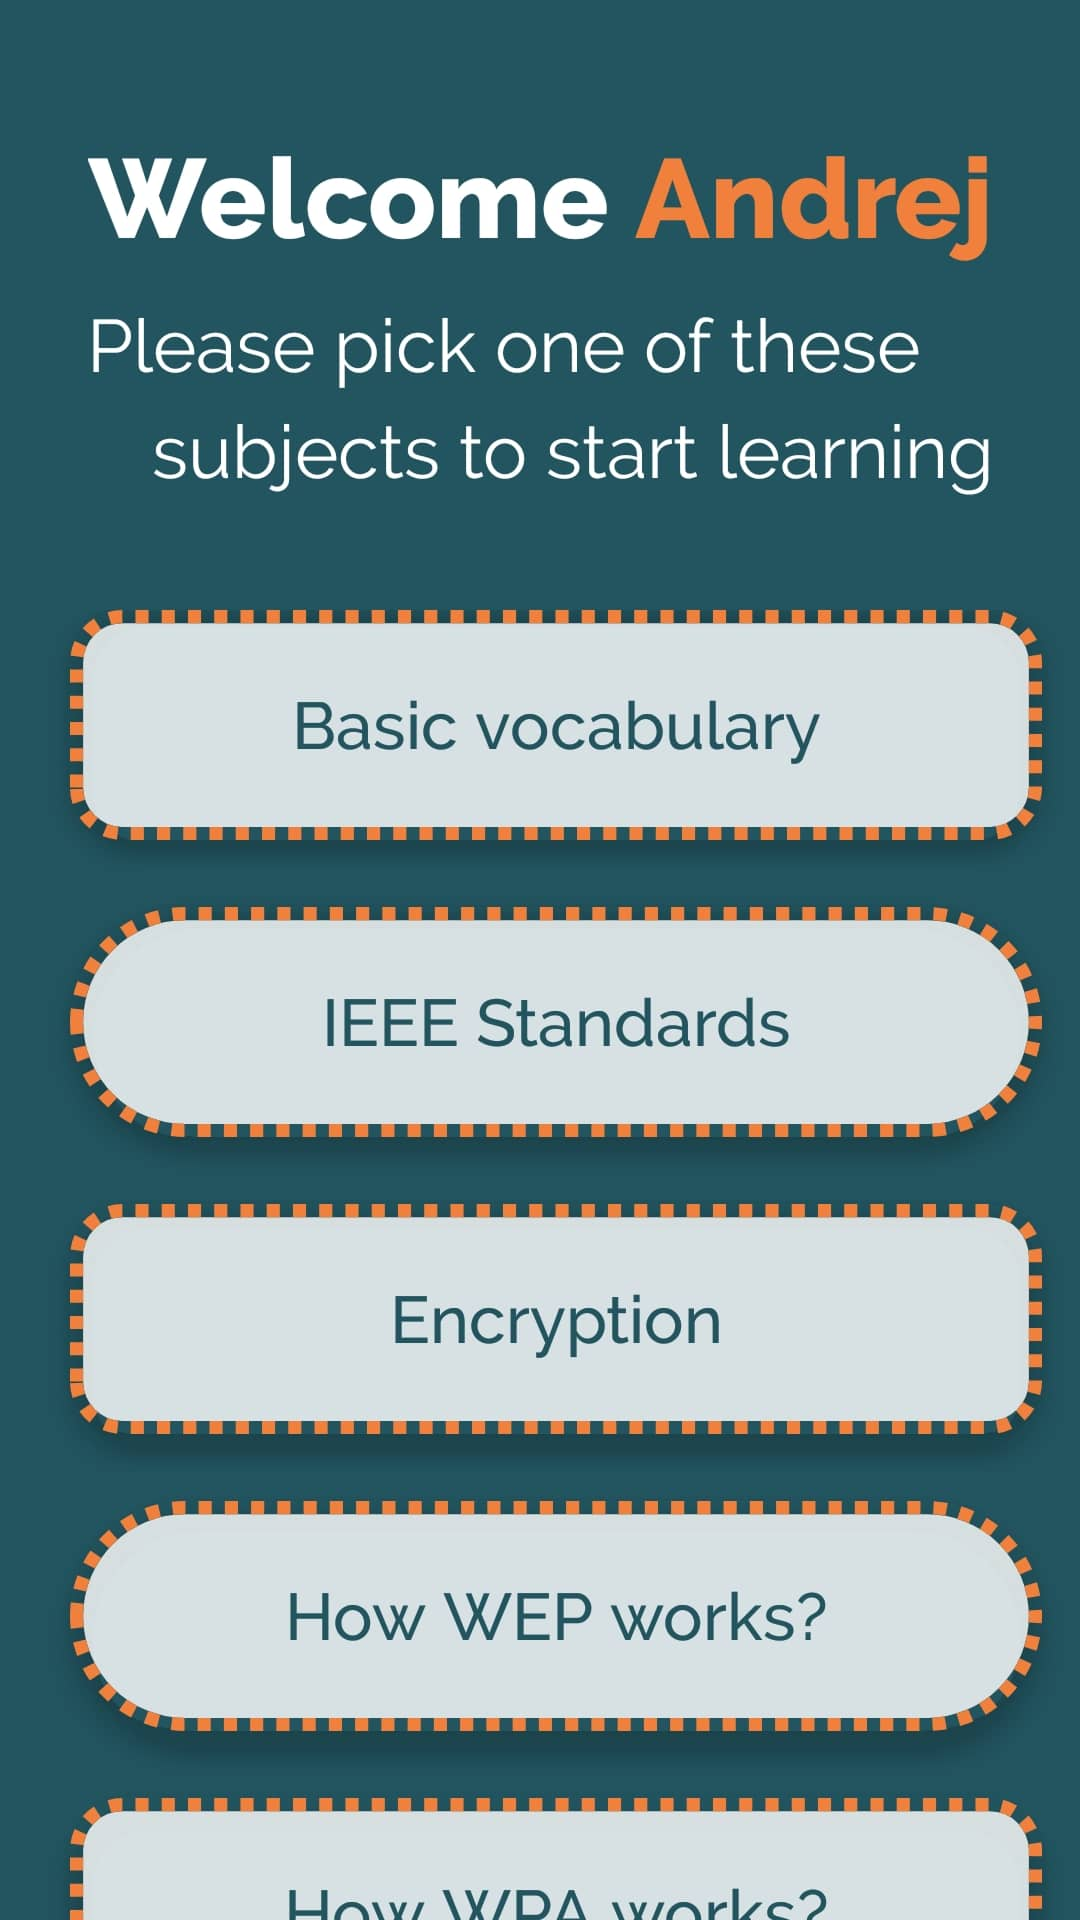 Welcome Andrej
Please pick one of these
subjects to start learning
Basic vocabulary
IEEE Standards
Encryption
How WEP works?
How WPA works?